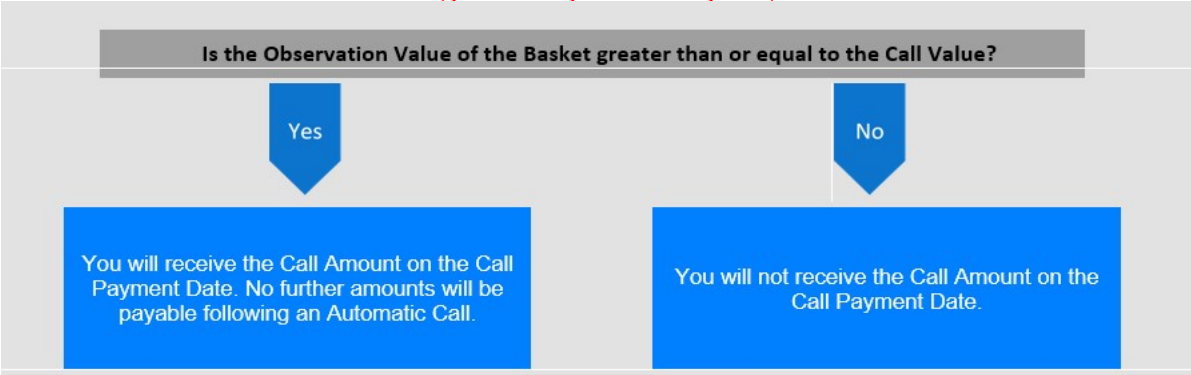 Is the Observation Value of the Basket greater than or equal to the Call Value?
Yes
No
You will receive the Call Amount on the Call
Payment Date. No further amounts will be
payable following an Automatic Call.
You will not receive the Call Amount on the
Call Payment Date.